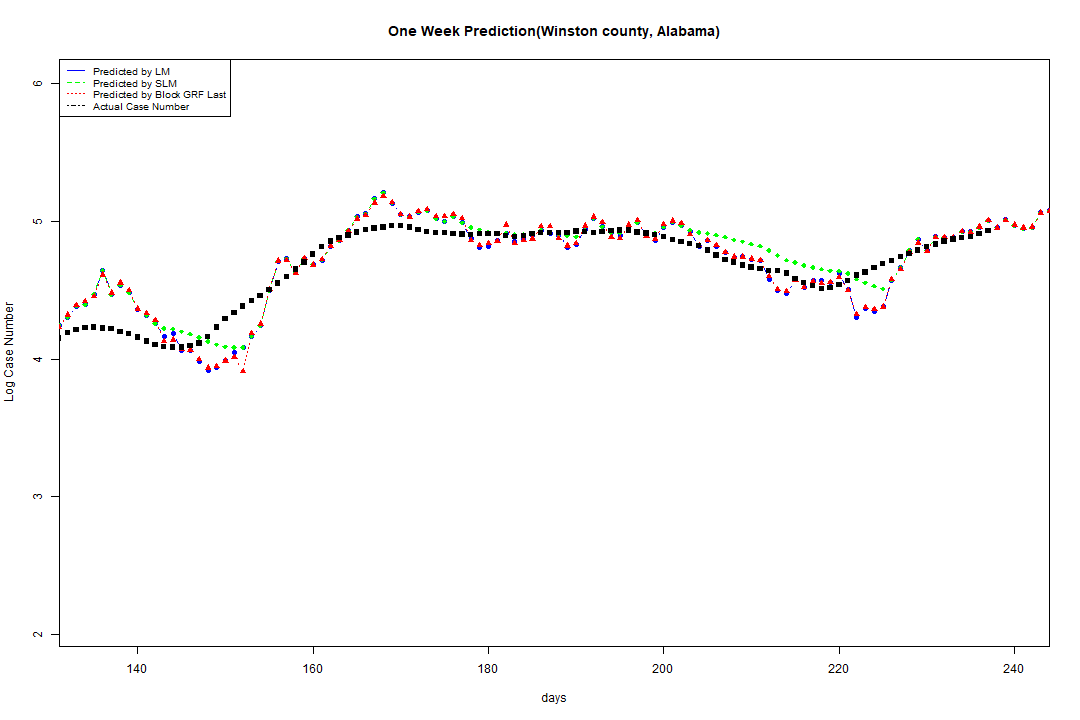 One Week Prediction(Winston county, Alabama)
Predicted by LM
Predicted by SLM
Predicted by Block GRF Last
Actual Case Number
6
5
4
3
2
Log Case Number
140 160 180 200 220 240
days